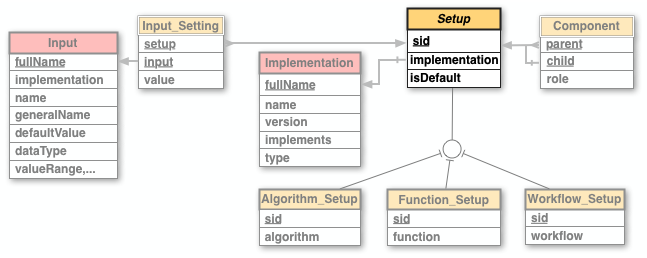 Input
fullName
implementation
name
generalName
defaultValue
dataType
valueRange,...
Input_Setting
setup
input
value
Implementation
fullName
name
version
implements
type
Setup
sid
implementation
isDefault
Component
parent
child
role
Algorithm_Setup
sid
algorithm
Function_Setup
sid
function
Workflow_Setup
sid
workflow